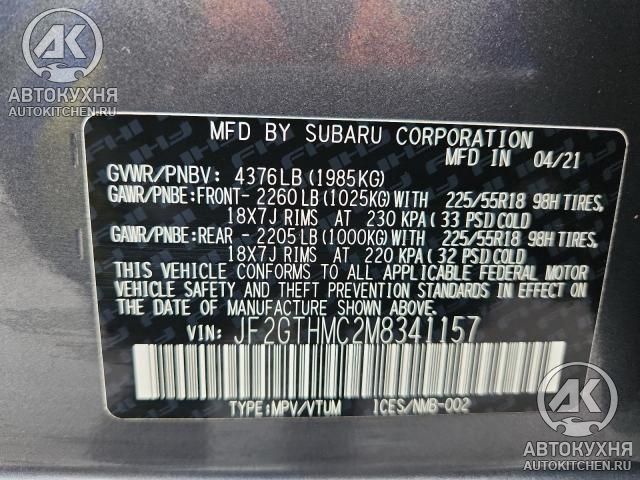 AK
АВТОКУХНЯ
AUTOKITCHEN.RU
MFD BY SUBARU CORPORATION
MFD IN 04/21
GVWR/PNBV: 4376LB(1985KG)
GAWR/PNBE:FRONT- 2260LB(1025KG)WITH 225/55R18 98H TIRES,
18X7J RIMS AT 230 KPA(33 PSI)COLD
GAWR/PNBE:REAR - 2205LB(1000KG)WITH 225/55R18 98H TIRES,
18X7J RIMS AT 220 KPA(32 PSI)COLD
THIS VEHICLE CONFORMS TO ALL APPLICABLE FEDERAL MOTOR
VEHICLE SAFETY AND THEFT PREVENTION STANDARDS IN EFFECT ON
THE DATE OF MANUFACTURE SHOWN ABOVE.
VIN: JF2GTHMC2M8341157
TYPE:MPV/VTUM ICES/NMB-002
AK
АВТОКУХНЯ
AUTOKITCHEN.RU